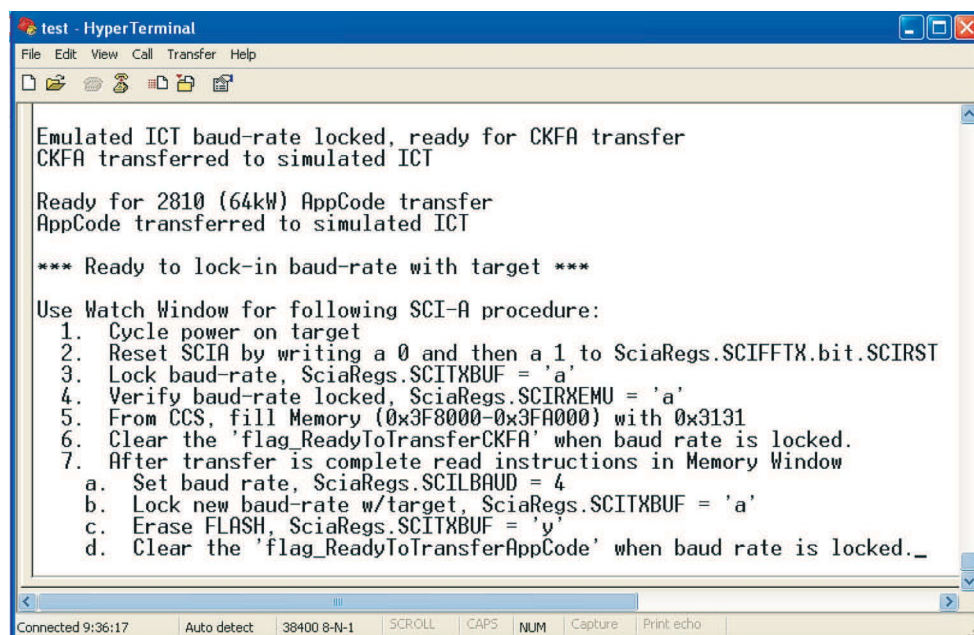 test - HyperTerminal
File Edit View Call Transfer Help
Emulated ICT baud-rate locked, ready for CKFA transfer
CKFA transferred to simulated ICT
Ready for 2810 (64kW) AppCode transfer
AppCode transferred to simulated ICT
*** Ready to lock-in baud-rate with target ***
Use Watch Window for following SCI-A procedure:
1. Cycle power on target
2. Reset SCIA by writing a 0 and then a 1 to SciaRegs.SCIFFTX.bit.SCIRST
3. Lock baud-rate, SciaRegs.SCITXBUF = 'a'
4. Verify baud-rate locked, SciaRegs.SCIRXEMU = 'a'
5. From CCS, fill Memory (0x3F8000-0x3FA000) with 0x3131
6. Clear the 'flag_ReadyToTransferCKFA' when baud rate is locked.
7. After transfer is complete read instructions in Memory Window
a. Set baud rate, SciaRegs.SCILBAUD = 4
b. Lock new baud-rate w/target, SciaRegs.SCITXBUF = 'a'
c. Erase FLASH, SciaRegs.SCITXBUF = 'y'
d. Clear the 'flag_ReadyToTransferAppCode' when baud rate is locked._
Connected 9:36:17 Auto detect 38400 8-N-1 SCROLL CAPS NUM Capture Print echo